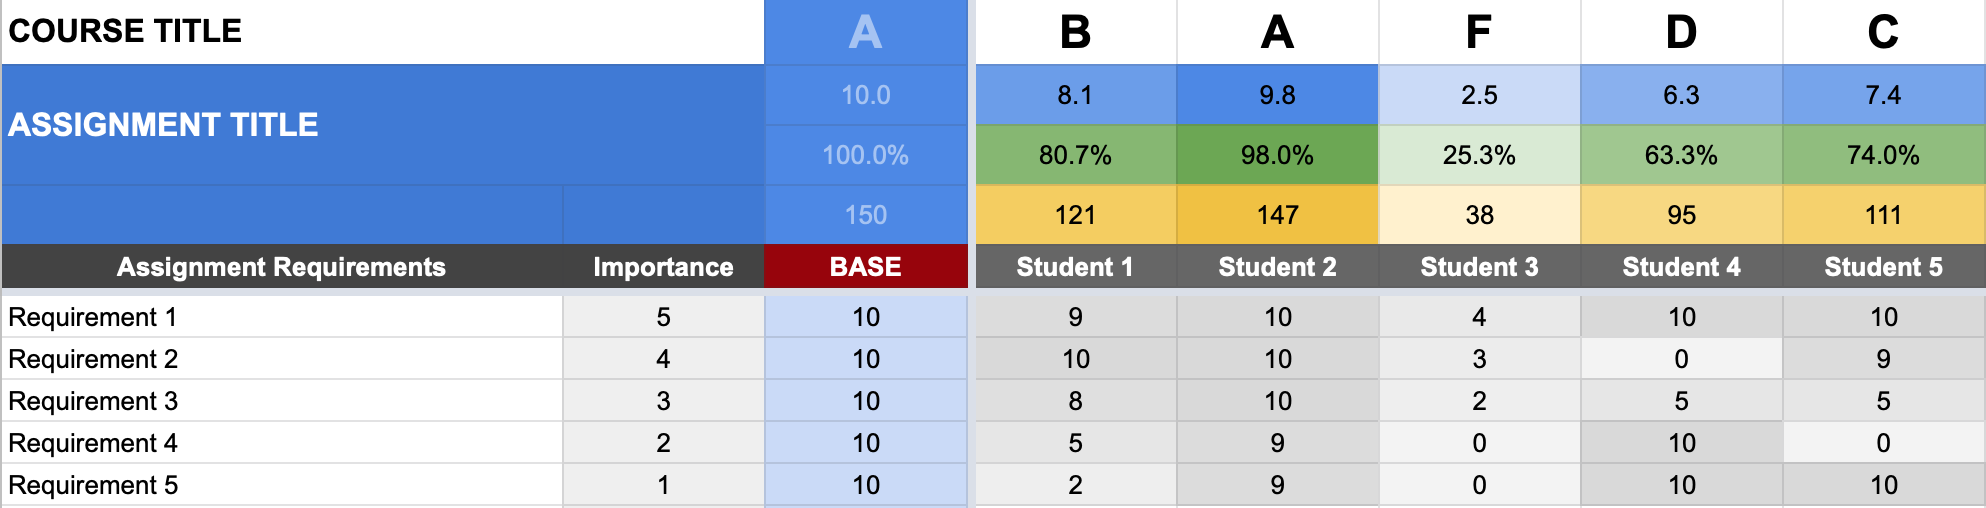 COURSE TITLE A B A F D C
ASSIGNMENT TITLE
10.0 8.1 9.8 2.5 6.3 7.4
100.0% 80.7% 98.0% 25.3% 63.3% 74.0%
150 121 147 38 95 111
Assignment Requirements Importance BASE Student 1 Student 2 Student 3 Student 4 Student 5
Requirement 1 5 10 9 10 4 10 10
Requirement 2 4 10 10 10 3 0 9
Requirement 3 3 10 8 10 2 5 5
Requirement 4 2 10 5 9 0 10 0
Requirement 5 1 10 2 9 0 10 10